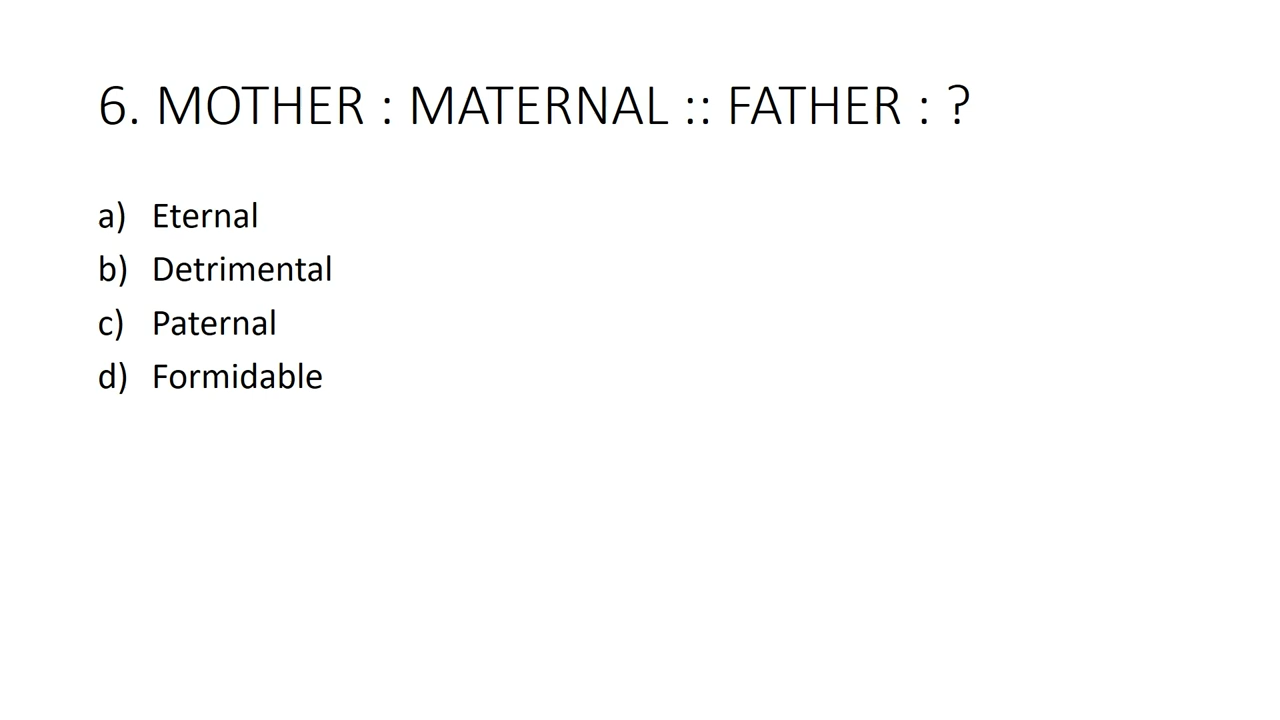 6. MOTHER : MATERNAL :: FATHER : ?
a) Eternal
b) Detrimental
c) Paternal
d) Formidable